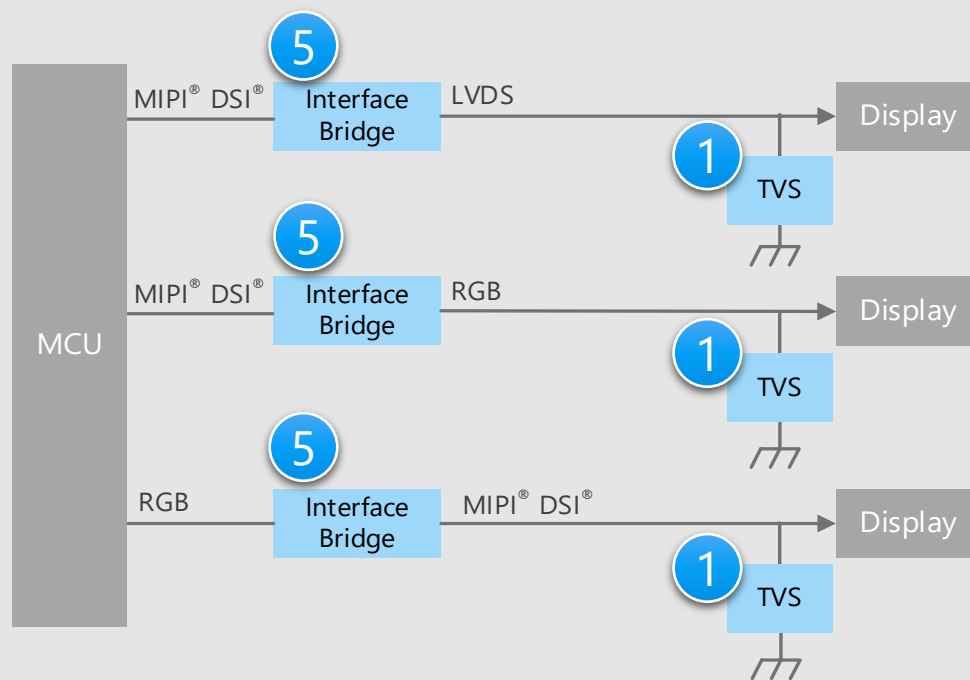 5
MIPI® DSI®
Interface
Bridge
LVDS
Display
1
TVS
5
MIPI® DSI®
Interface
Bridge
RGB
Display
MCU
1
TVS
5
RGB
Interface
Bridge
MIPI® DSI®
Display
1
TVS